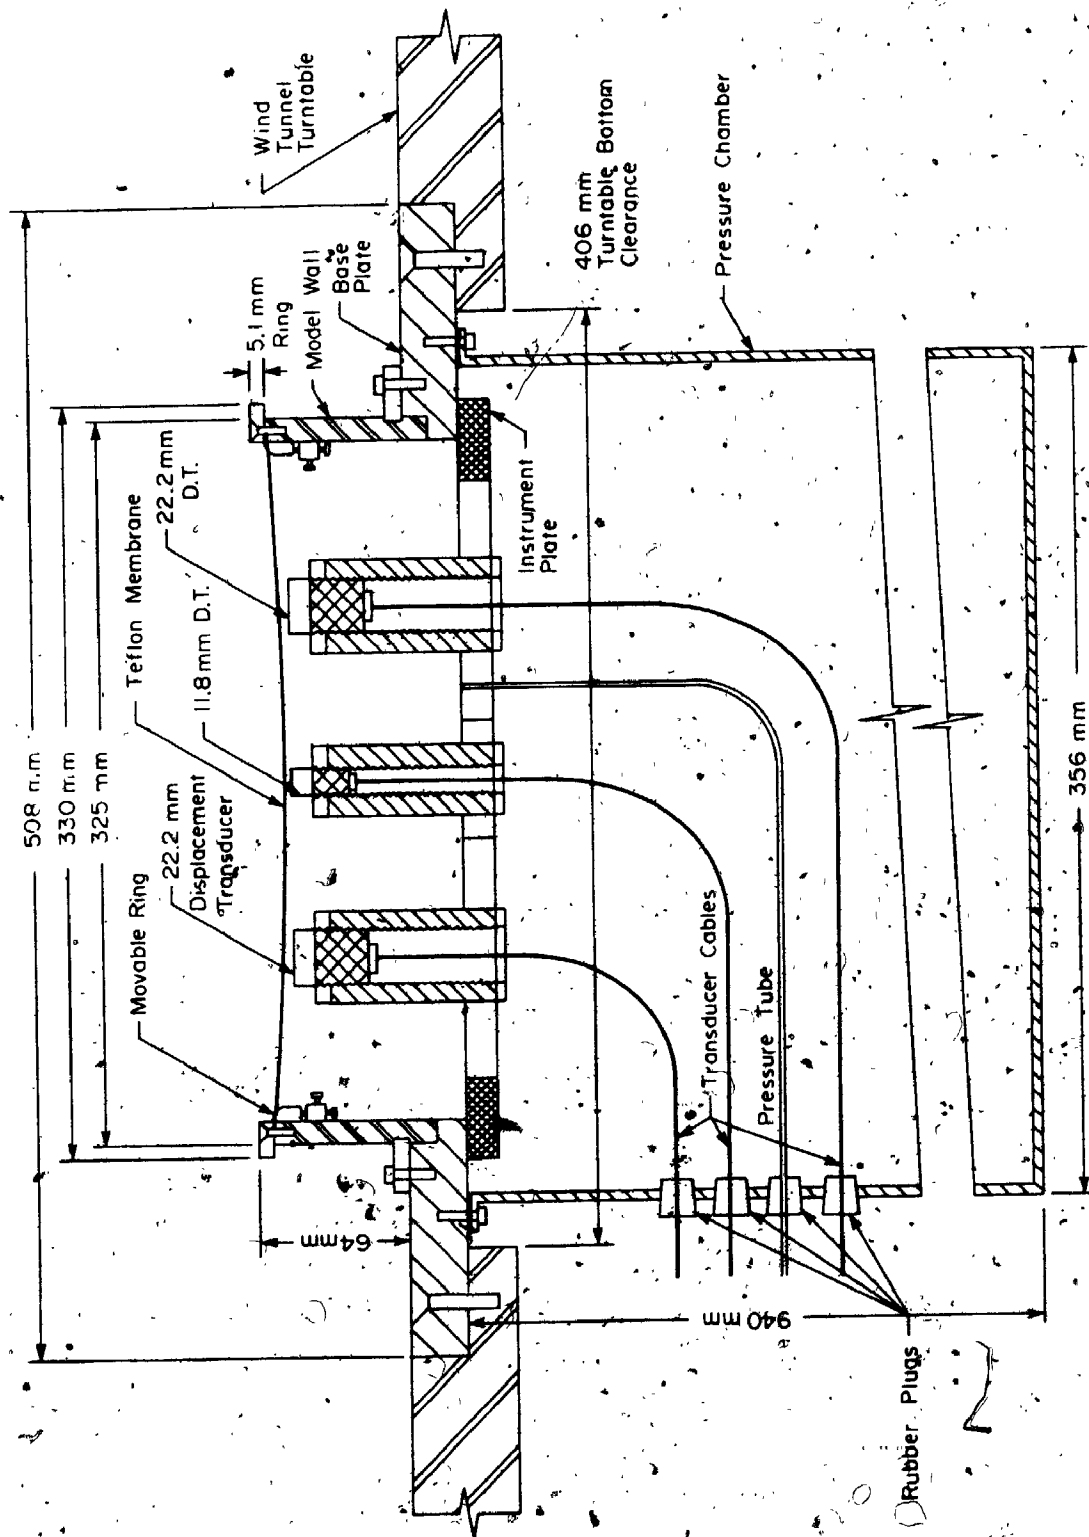 508 mm
330 mm
325 mm
Movable Ring
22.2 mm
Displacement
Transducer
Teflon Membrane
11.8mm D.T.
22.2 mm
D.T.
5.1 mm
Ring
Model Wall
Base
Plate
Wind
Tunnel
Turntable
64mm
Instrument
Plate
406 mm
Turntable Bottom
Clearance
Pressure Chamber
Transducer Cables
Pressure Tube
940 mm
Rubber Plugs
356 mm